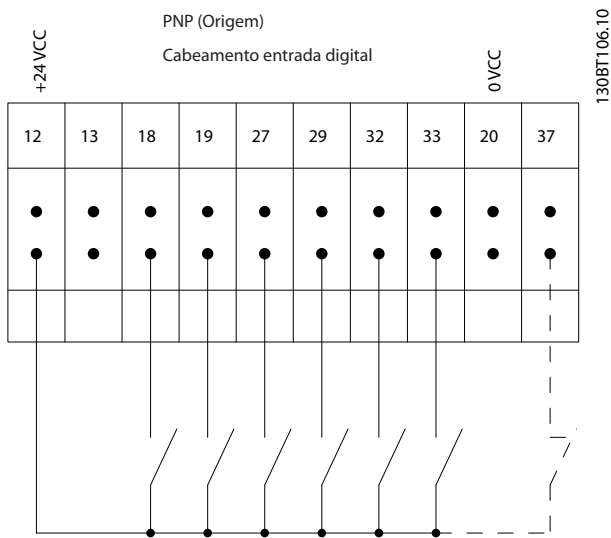 PNP (Origem)
Cabeamento entrada digital
+24 VCC
0 VCC
130BT106.10
12 13 18 19 27 29 32 33 20 37